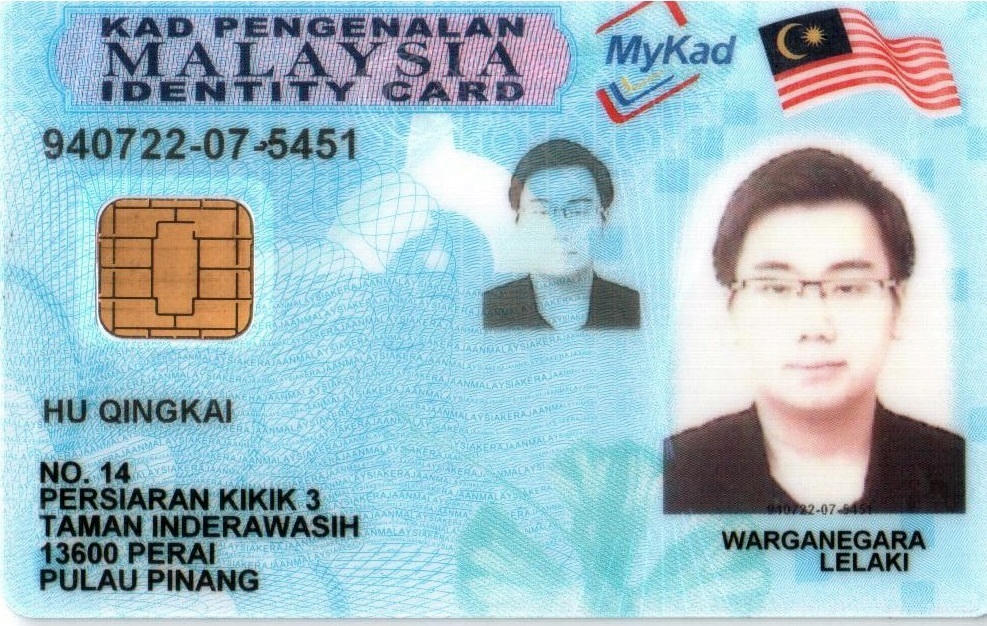 KAD PENGENALAN
MALAYSIA
IDENTITY CARD
MyKad
940722-07-5451
HU QINGKAI
NO. 14
PERSIARAN KIKIK 3
TAMAN INDERAWASIH
13600 PERAI
PULAU PINANG
940722-07-5451
WARGANEGARA
LELAKI